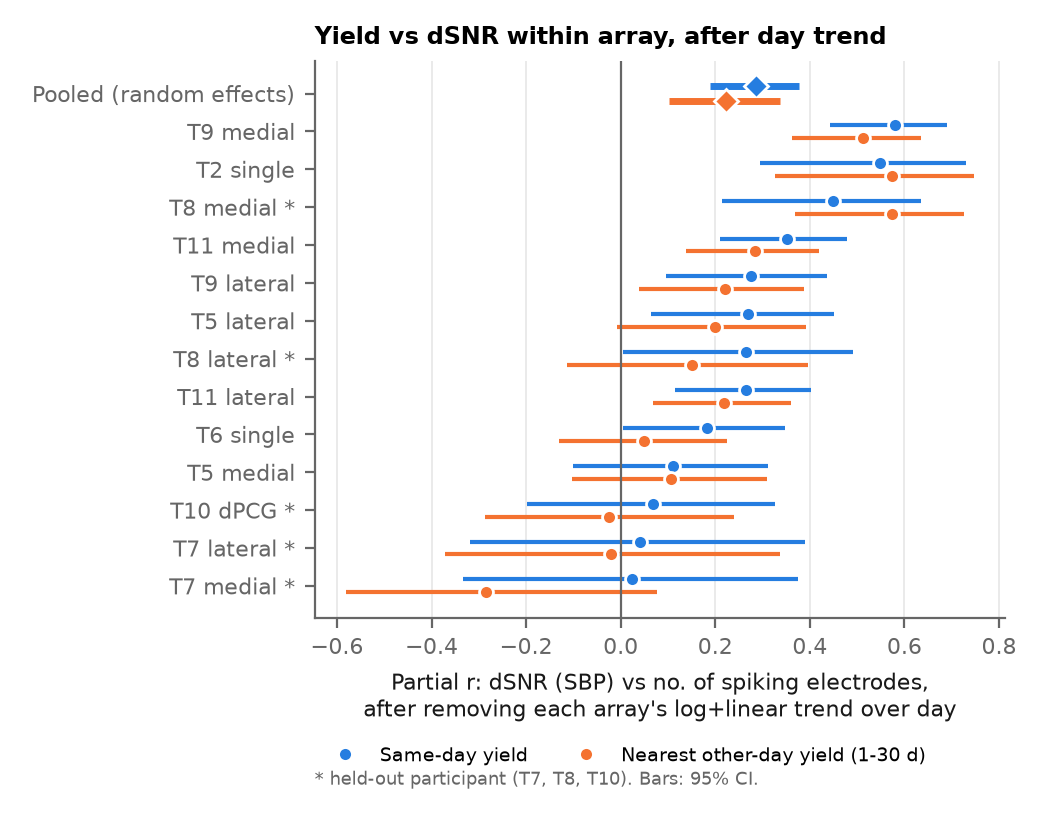 Yield vs dSNR within array, after day trend
Pooled (random effects)
T9 medial
T2 single
T8 medial *
T11 medial
T9 lateral
T5 lateral
T8 lateral *
T11 lateral
T6 single
T5 medial
T10 dPCG *
T7 lateral *
T7 medial *
−0.6 −0.4 −0.2 0.0 0.2 0.4 0.6 0.8
Partial r: dSNR (SBP) vs no. of spiking electrodes,
after removing each array's log+linear trend over day
Same-day yield Nearest other-day yield (1-30 d)
* held-out participant (T7, T8, T10). Bars: 95% CI.